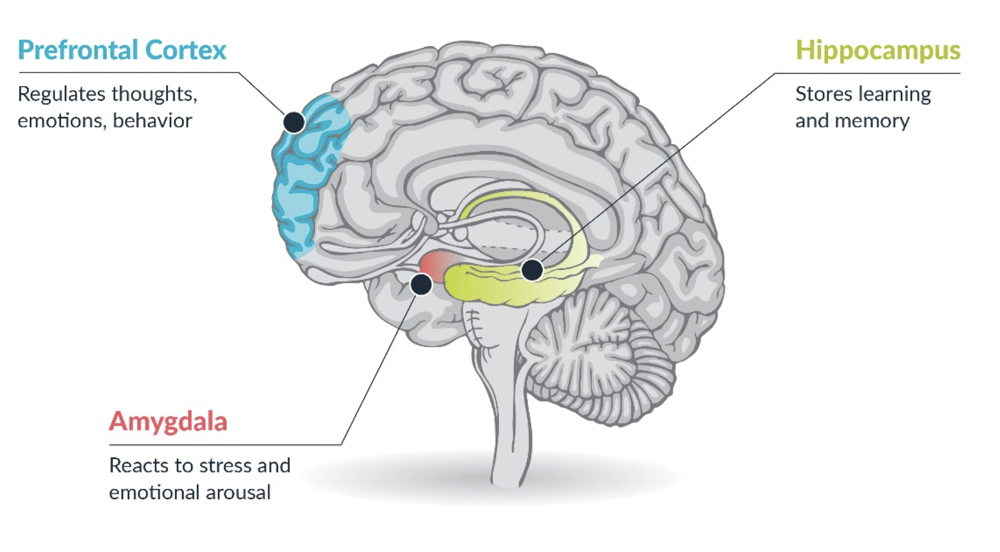 Prefrontal Cortex
Regulates thoughts,
emotions, behavior
Hippocampus
Stores learning
and memory
Amygdala
Reacts to stress and
emotional arousal